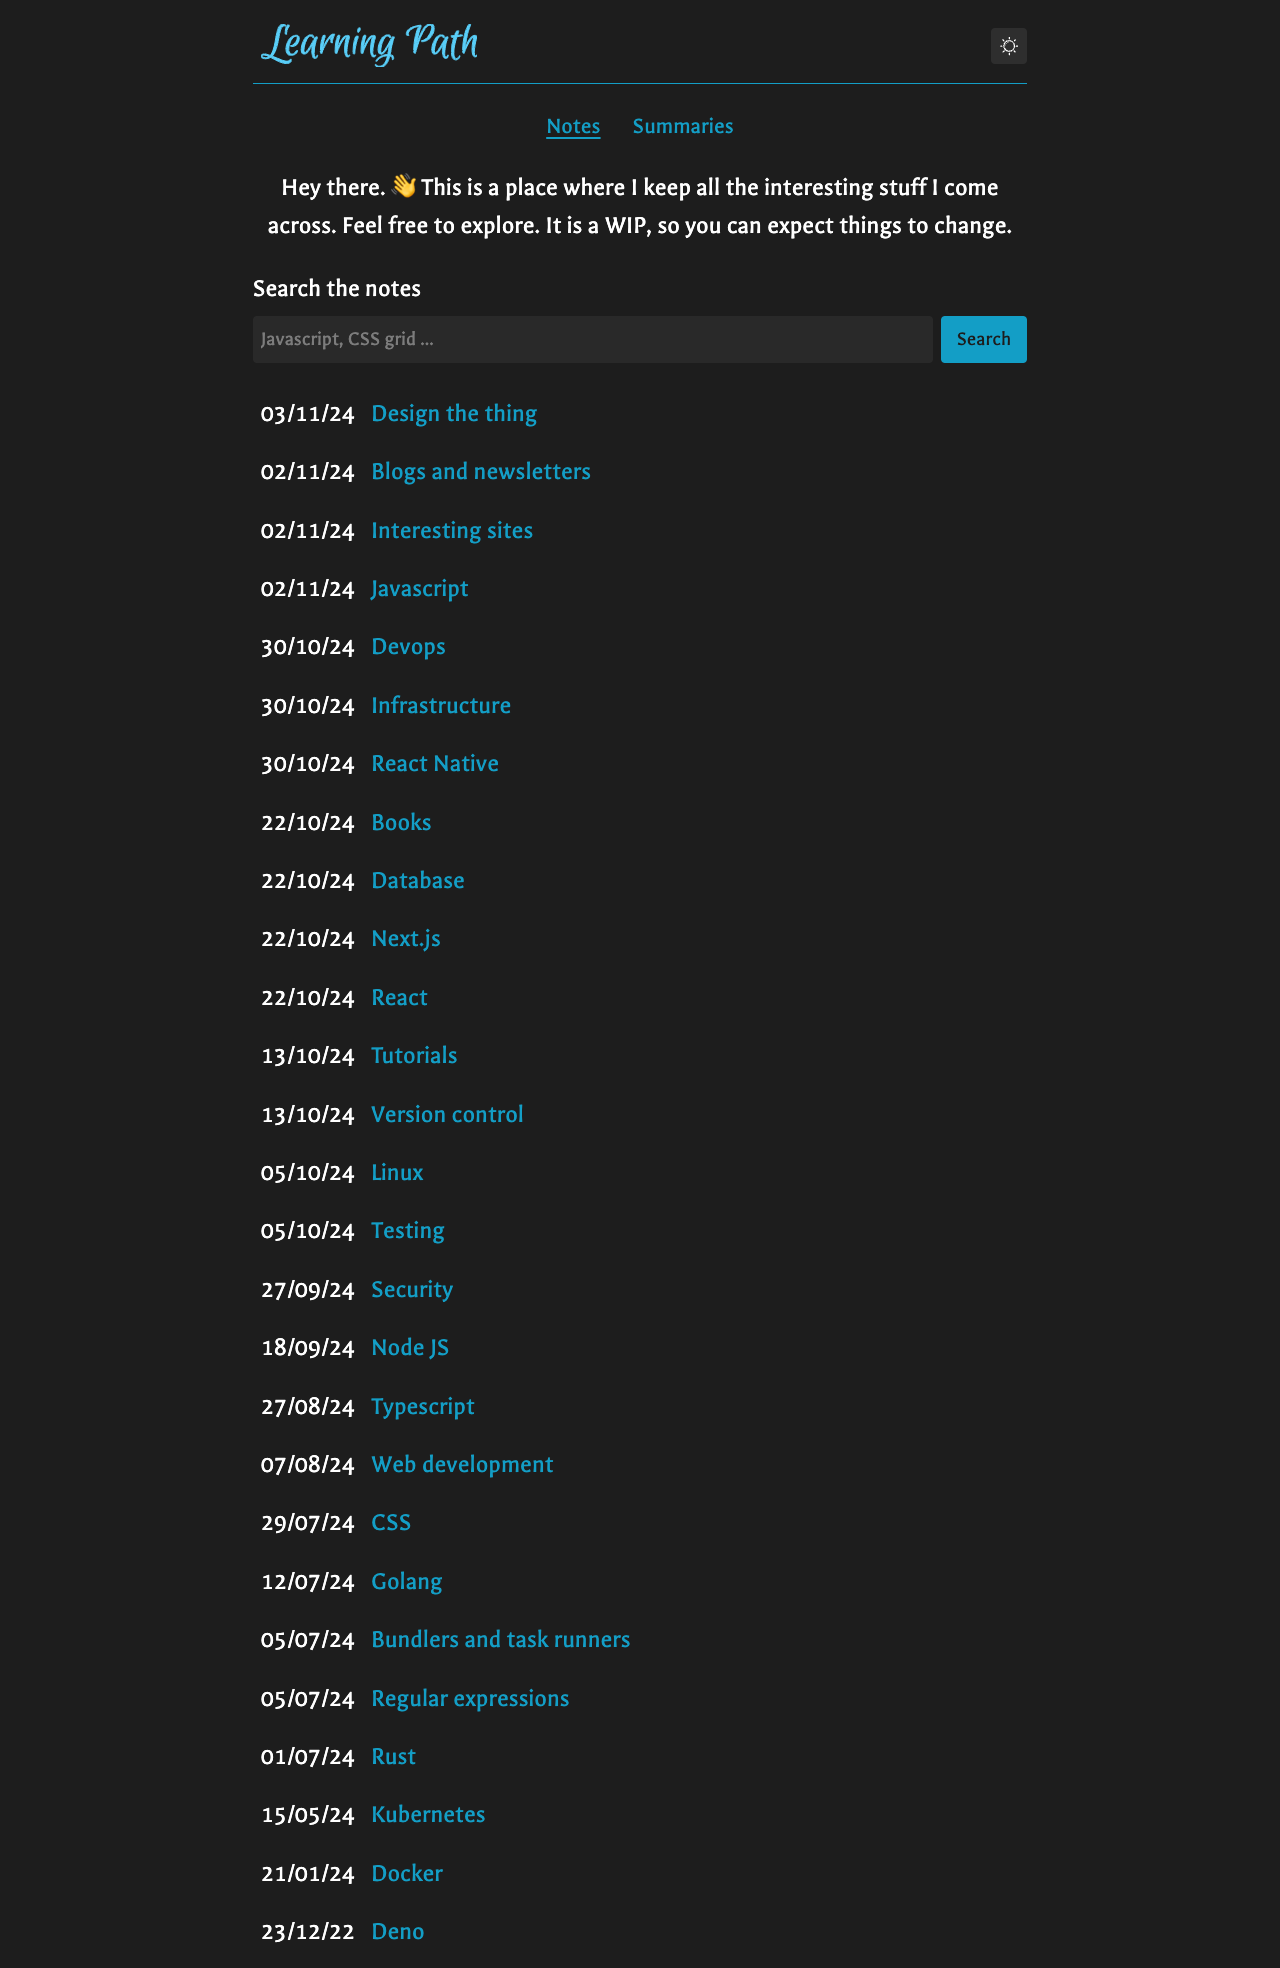 Learning Path
Notes Summaries
Hey there. 👋 This is a place where I keep all the interesting stuff I come
across. Feel free to explore. It is a WIP, so you can expect things to change.
Search the notes
Javascript, CSS grid ...
Search
03/11/24 Design the thing
02/11/24 Blogs and newsletters
02/11/24 Interesting sites
02/11/24 Javascript
30/10/24 Devops
30/10/24 Infrastructure
30/10/24 React Native
22/10/24 Books
22/10/24 Database
22/10/24 Next.js
22/10/24 React
13/10/24 Tutorials
13/10/24 Version control
05/10/24 Linux
05/10/24 Testing
27/09/24 Security
18/09/24 Node JS
27/08/24 Typescript
07/08/24 Web development
29/07/24 CSS
12/07/24 Golang
05/07/24 Bundlers and task runners
05/07/24 Regular expressions
01/07/24 Rust
15/05/24 Kubernetes
21/01/24 Docker
23/12/22 Deno